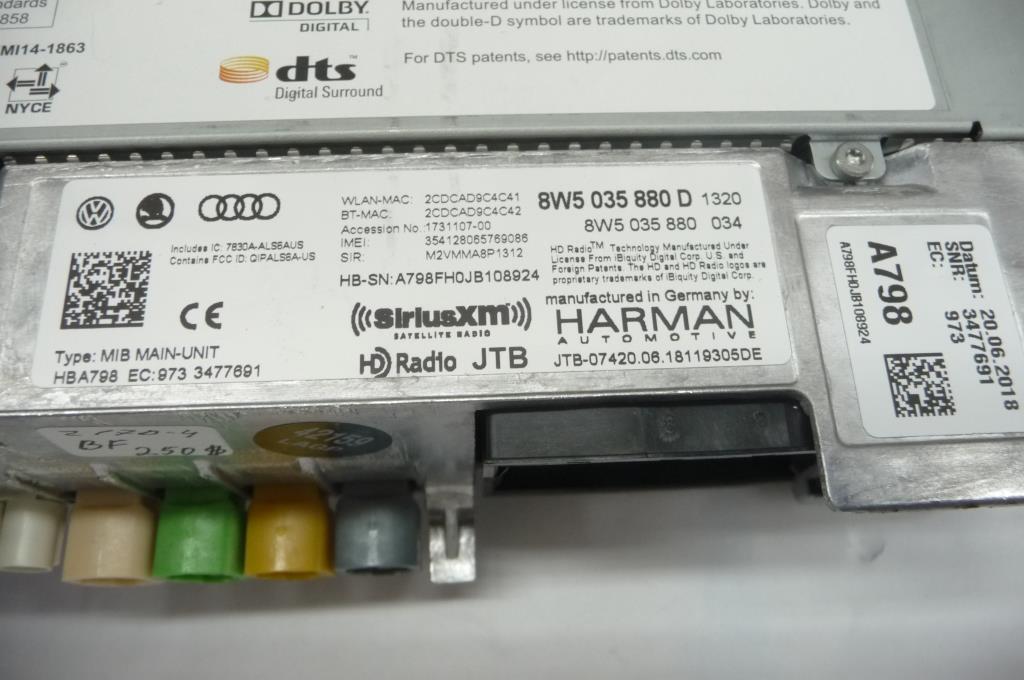 ndards
858
MI14-1863
NYCE
DOLBY
DIGITAL
Manufactured under license from Dolby Laboratories. Dolby and
the double-D symbol are trademarks of Dolby Laboratories.
For DTS patents, see http://patents.dts.com
dts
Digital Surround
Includes IC: 7830A-ALS6AUS
Contains FCC ID: QIPALS6A-US
CE
Type: MIB MAIN-UNIT
HBA798 EC:973 3477691
WLAN-MAC: 2CDCAD9C4C41
BT-MAC: 2CDCAD9C4C42
Accession No.: 1731107-00
IMEI: 354128065769086
SIR: M2VMMA8P1312
HB-SN:A798FH0JB108924
SiriusXM
SATELLITE RADIO
HD Radio JTB
8W5 035 880 D 1320
8W5 035 880 034
HD Radio™ Technology Manufactured Under
License from iBiquity Digital Corp. U.S. and
Foreign Patents. The HD and HD Radio logos are
proprietary trademarks of iBiquity Digital Corp.
manufactured in Germany by:
HARMAN
AUTOMOTIVE
JTB-07420.06.18119305DE
Datum: 20.06.2018
SNR: 3477691
EC: 973
A798
A798FH0JB108924
BF 2.50$
42159